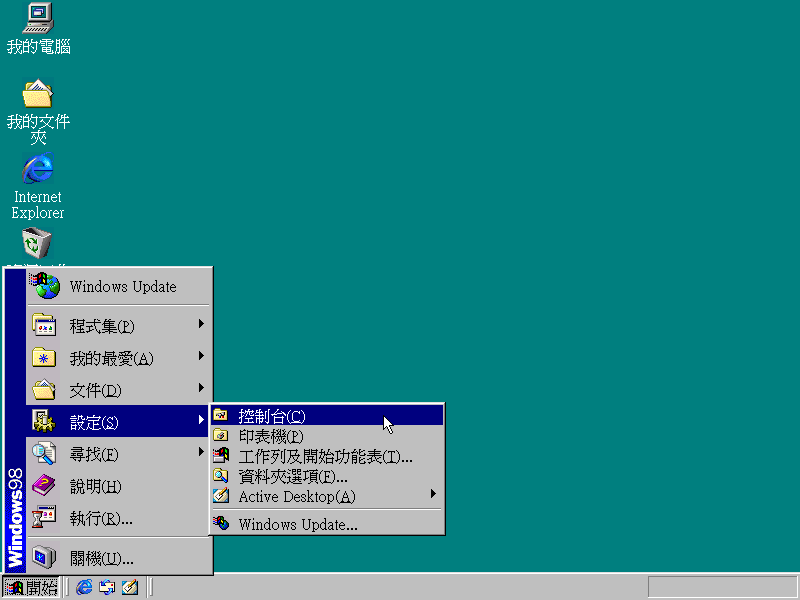 我的電腦
我的文件
夾
Internet
Explorer
Windows Update
程式集(P)
我的最愛(A)
文件(D)
設定(S)
尋找(F)
說明(H)
執行(R)...
關機(U)...
Windows98
控制台(C)
印表機(P)
工作列及開始功能表(T)...
資料夾選項(F)...
Active Desktop(A)
Windows Update...
開始